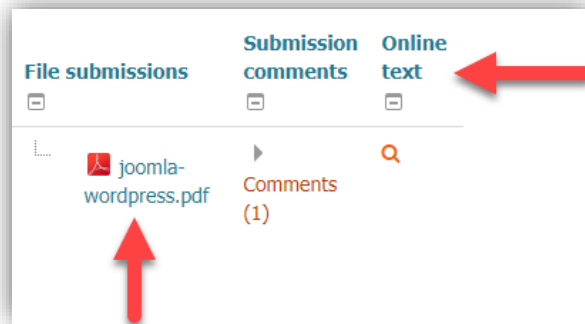 File submissions
Submission comments
Online text
joomla-
wordpress.pdf
Comments
(1)